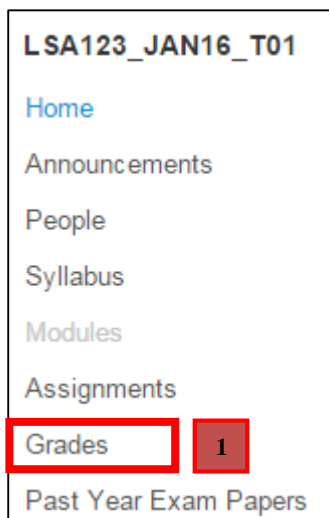 LSA123_JAN16_T01
Home
Announcements
People
Syllabus
Modules
Assignments
Grades 1
Past Year Exam Papers